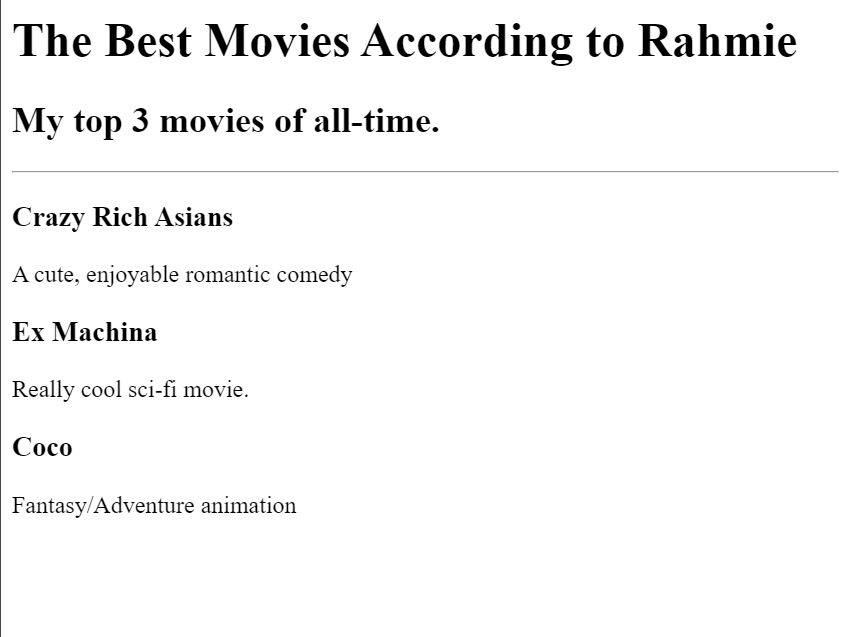 The Best Movies According to Rahmie
My top 3 movies of all-time.
Crazy Rich Asians
A cute, enjoyable romantic comedy
Ex Machina
Really cool sci-fi movie.
Coco
Fantasy/Adventure animation